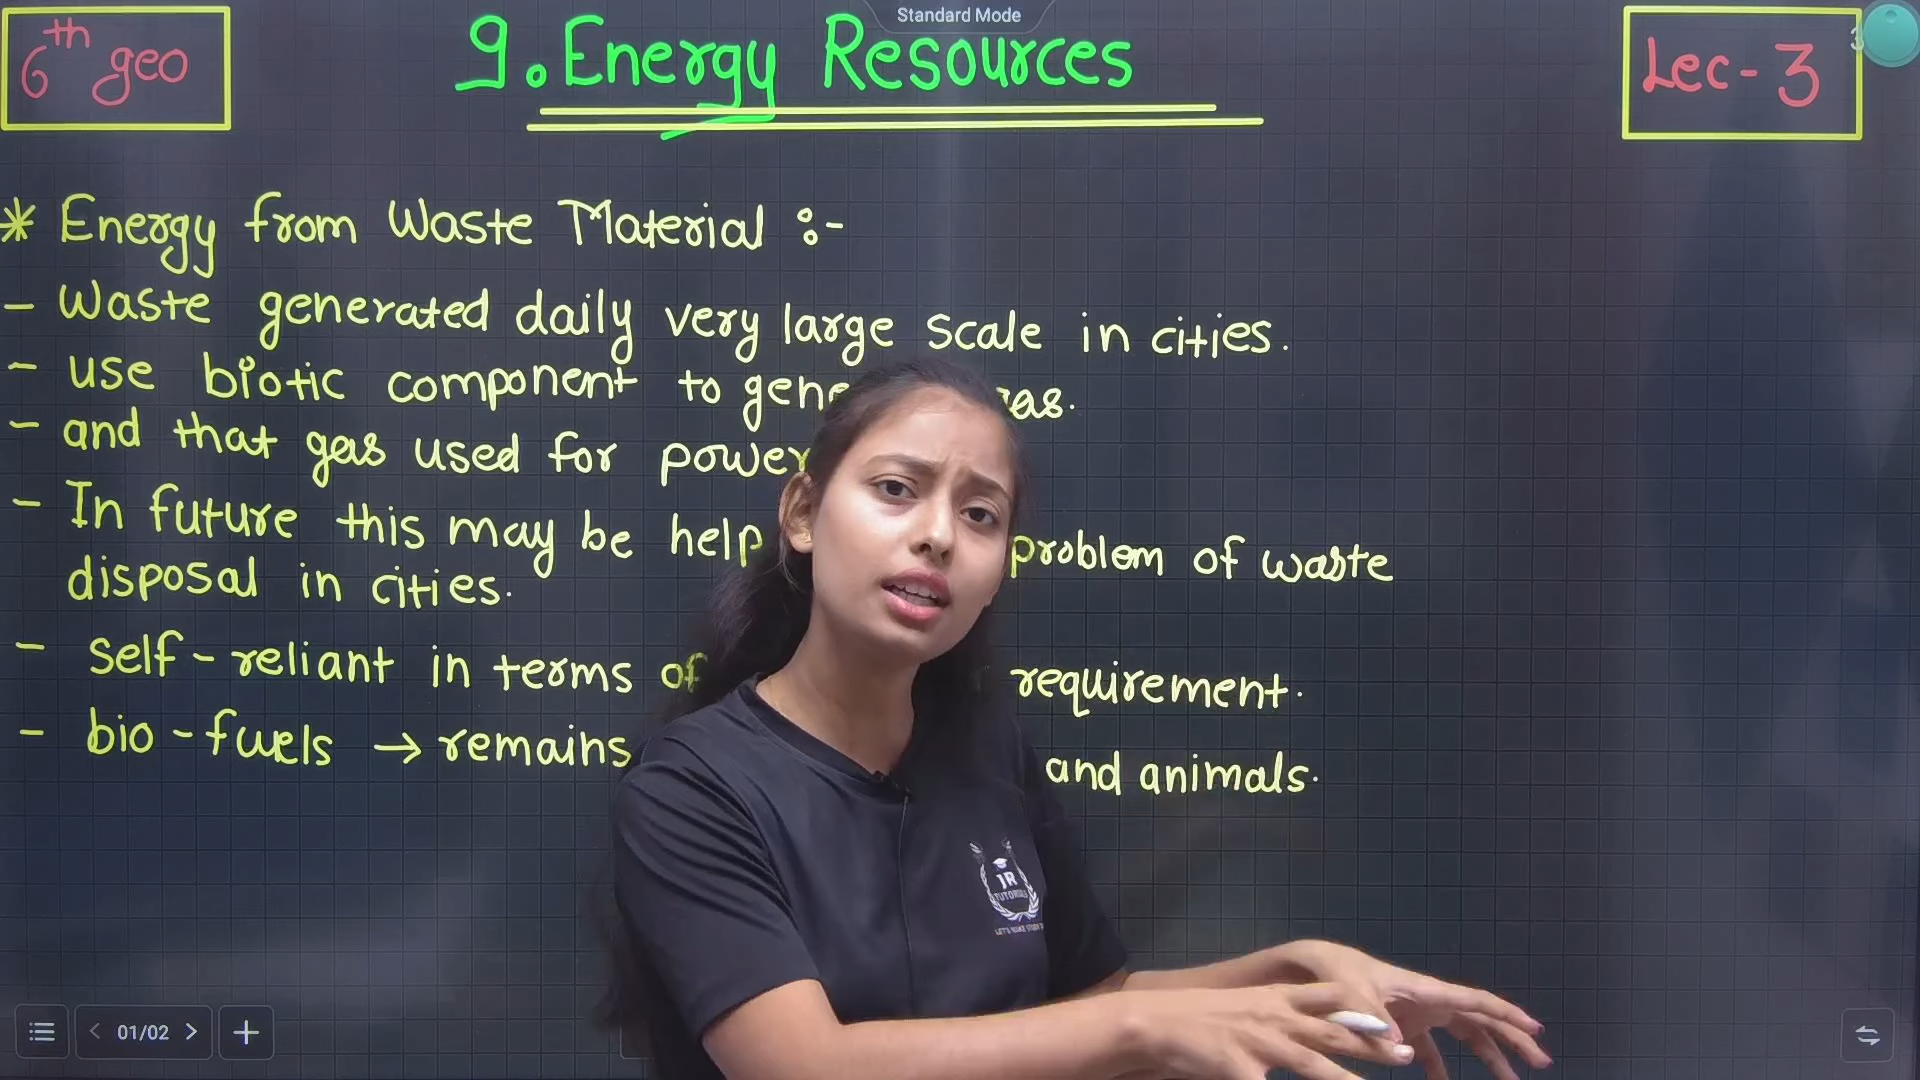 Standard Mode
6th geo
9. Energy Resources
Lec - 3
3
* Energy from Waste Material :-
- Waste generated daily very large scale in cities.
- use biotic component to gas.
- and that gas used for power
- In future this may be help problem of waste
disposal in cities.
- self-reliant in terms of requirement.
- bio-fuels → remains and animals.
JR
TUTORIALS
01/02